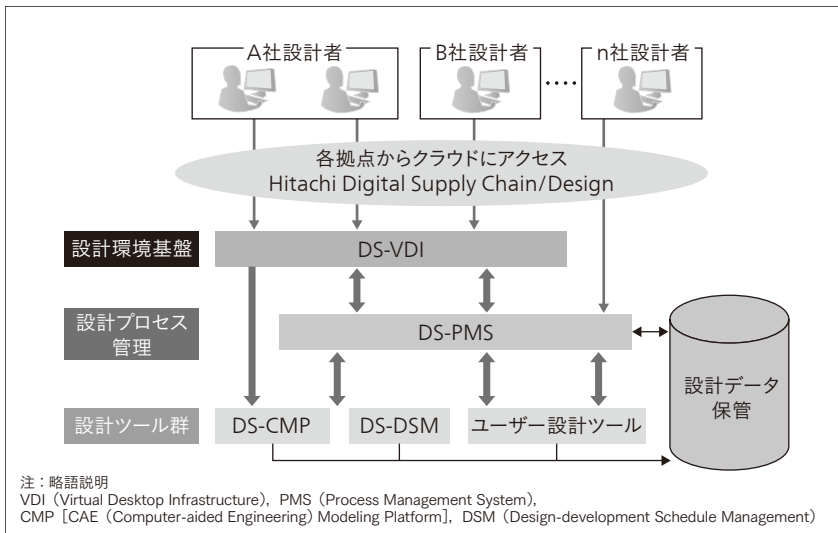 A社設計者
B社設計者
‥‥
n社設計者
各拠点からクラウドにアクセス
Hitachi Digital Supply Chain/Design
設計環境基盤
DS-VDI
設計プロセス
管理
DS-PMS
設計データ
保管
設計ツール群
DS-CMP
DS-DSM
ユーザー設計ツール
注：略語説明
VDI（Virtual Desktop Infrastructure），PMS（Process Management System），
CMP［CAE（Computer-aided Engineering）Modeling Platform］，DSM（Design-development Schedule Management）